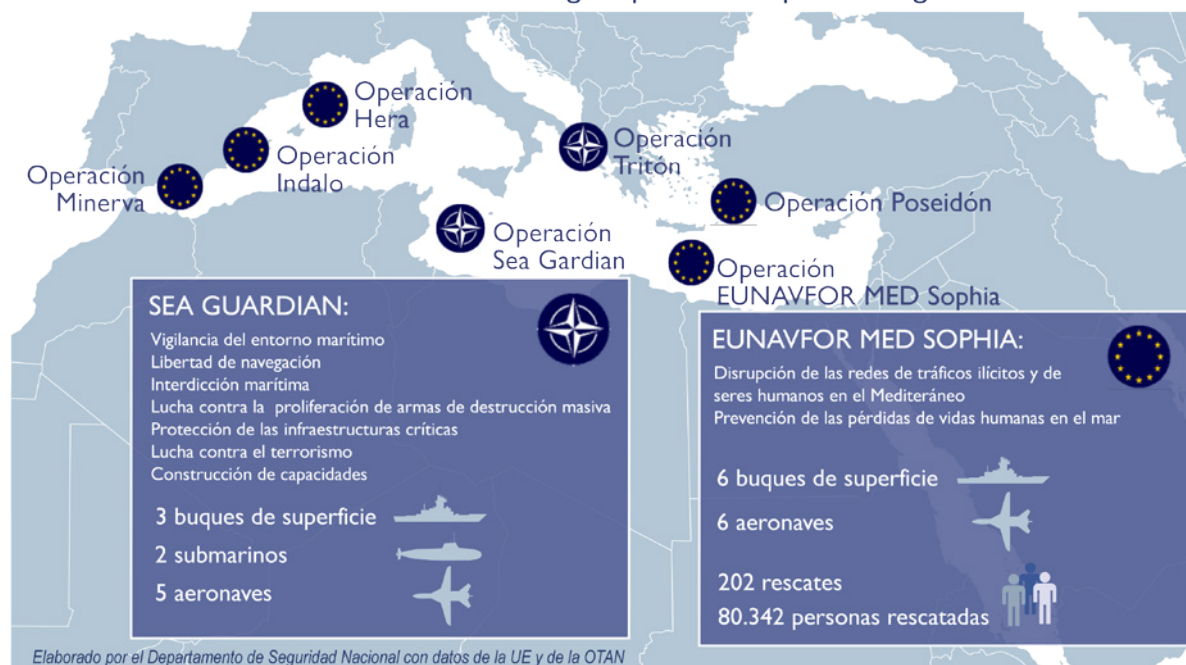 Operación
Hera
Operación
Indalo
Operación
Minerva
Operación
Tritón
Operación Poseidón
Operación
Sea Gardian
Operación
EUNAVFOR MED Sophia
SEA GUARDIAN:
Vigilancia del entorno marítimo
Libertad de navegación
Interdicción marítima
Lucha contra la proliferación de armas de destrucción masiva
Protección de las infraestructuras críticas
Lucha contra el terrorismo
Construcción de capacidades
3 buques de superficie
2 submarinos
5 aeronaves
EUNAVFOR MED SOPHIA:
Disrupción de las redes de tráficos ilícitos y de
seres humanos en el Mediteráneo
Prevención de las pérdidas de vidas humanas en el mar
6 buques de superficie
6 aeronaves
202 rescates
80.342 personas rescatadas
Elaborado por el Departamento de Seguridad Nacional con datos de la UE y de la OTAN